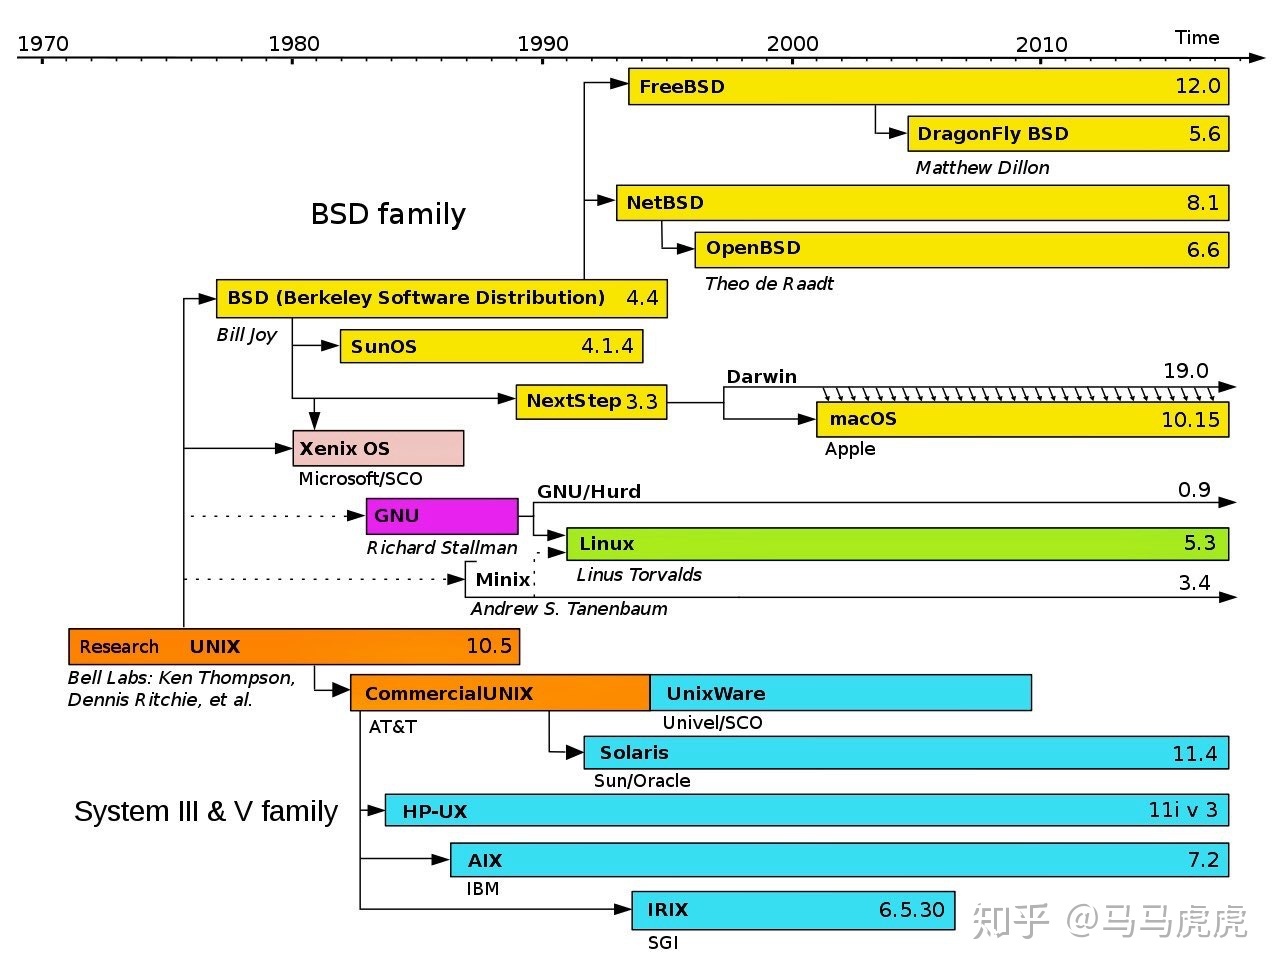 1970 1980 1990 2000 2010 Time
FreeBSD 12.0
DragonFly BSD 5.6
Matthew Dillon
NetBSD 8.1
BSD family
OpenBSD 6.6
Theo de Raadt
BSD (Berkeley Software Distribution) 4.4
Bill Joy
SunOS 4.1.4
Darwin 19.0
NextStep 3.3
macOS 10.15
Apple
Xenix OS
Microsoft/SCO
GNU/Hurd 0.9
GNU
Richard Stallman
Linux 5.3
Linus Torvalds
Minix 3.4
Andrew S. Tanenbaum
Research UNIX 10.5
Bell Labs: Ken Thompson,
Dennis Ritchie, et al.
CommercialUNIX UnixWare
AT&T Univel/SCO
Solaris 11.4
Sun/Oracle
System III & V family
HP-UX 11i v 3
AIX 7.2
IBM
IRIX 6.5.30
SGI
知乎 @马马虎虎